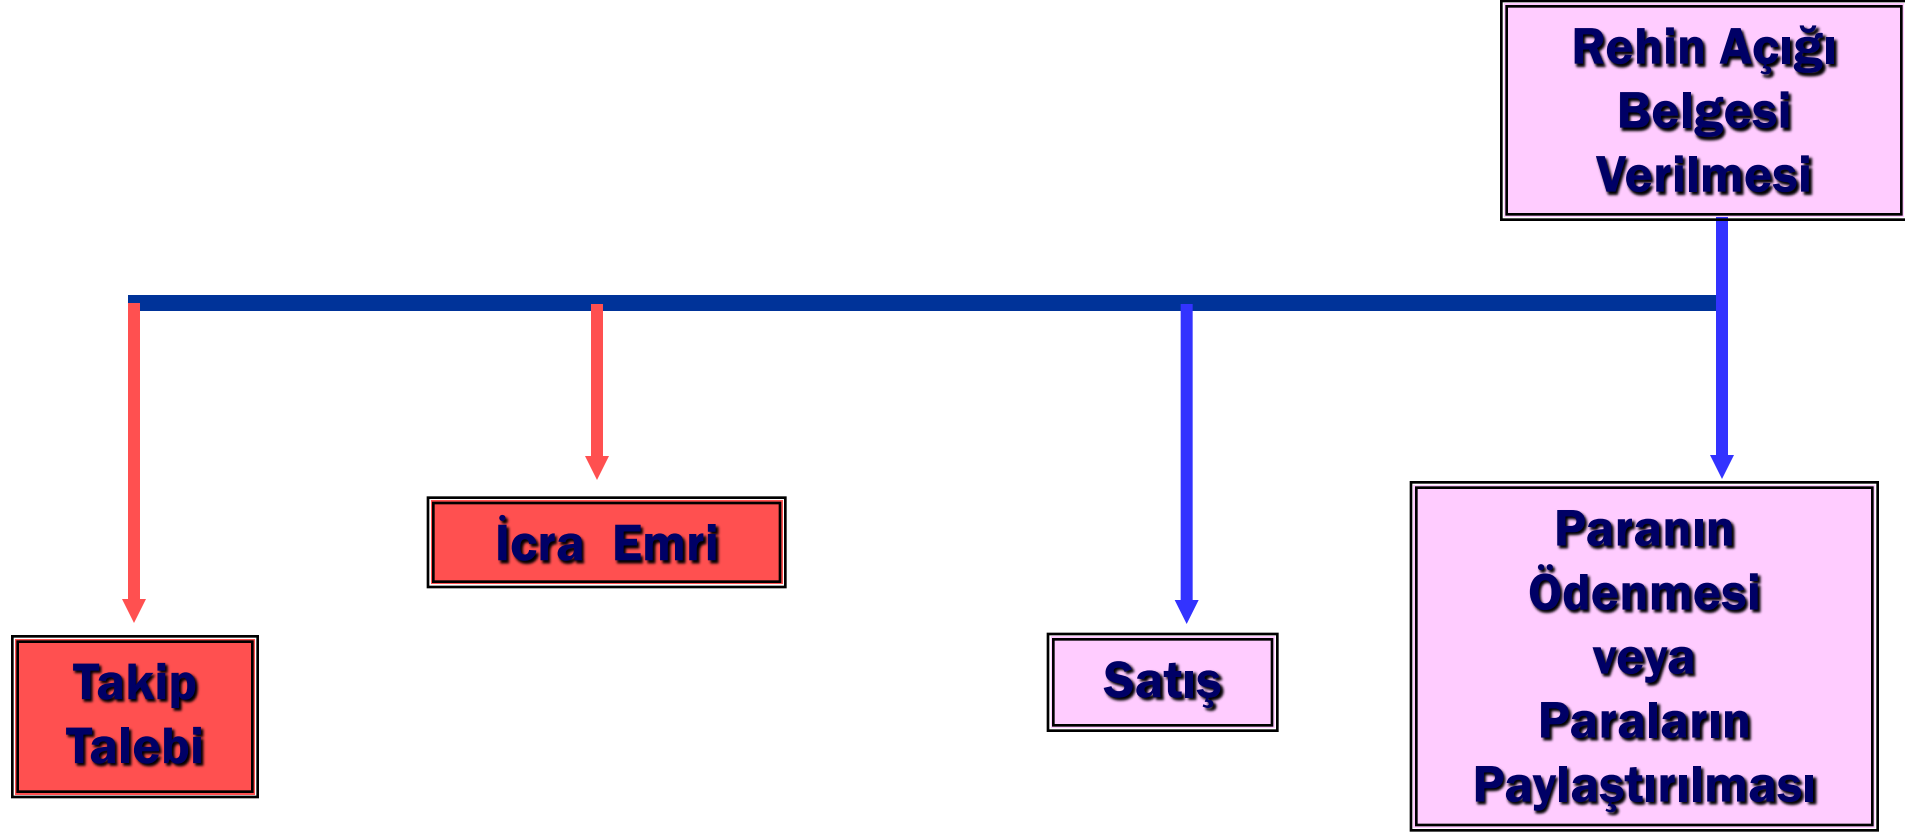 Rehin Açığı
Belgesi
Verilmesi
İcra Emri
Takip
Talebi
Satış
Paranın
Ödenmesi
veya
Paraların
Paylaştırılması